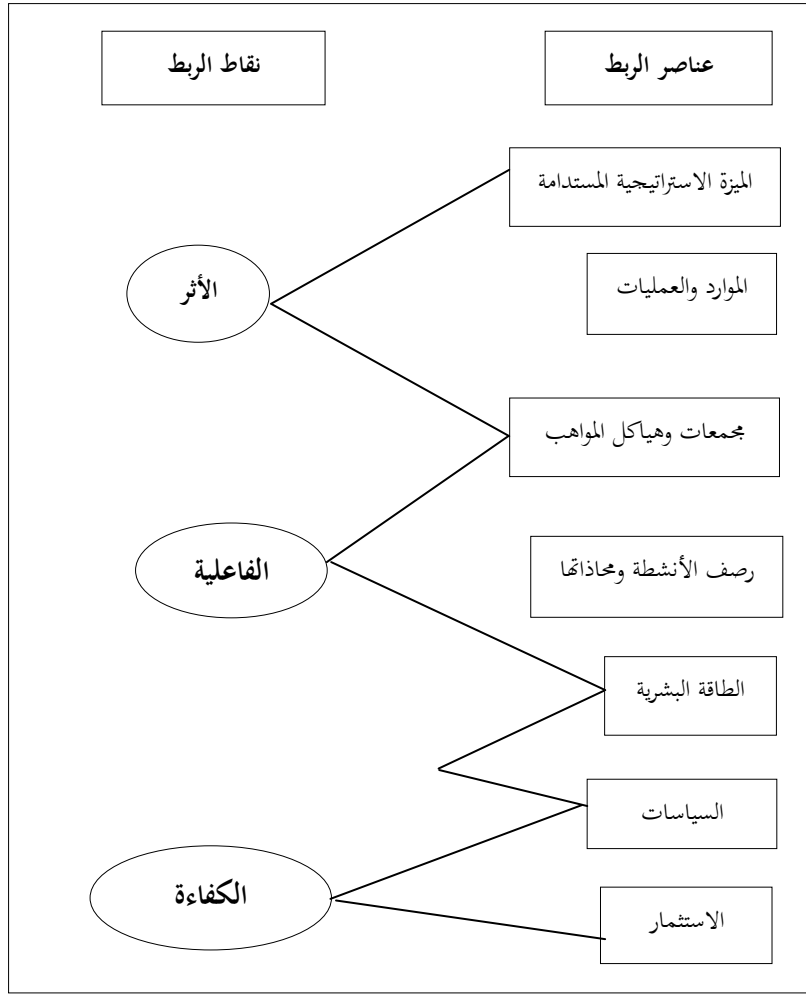 عناصر الربط
نقاط الربط
الميزة الاستراتيجية المستدامة
الأثر
الموارد والعمليات
مجمعات وهياكل المواهب
الفاعلية
رصف الأنشطة ومحاذاتها
الطاقة البشرية
السياسات
الكفاءة
الاستثمار